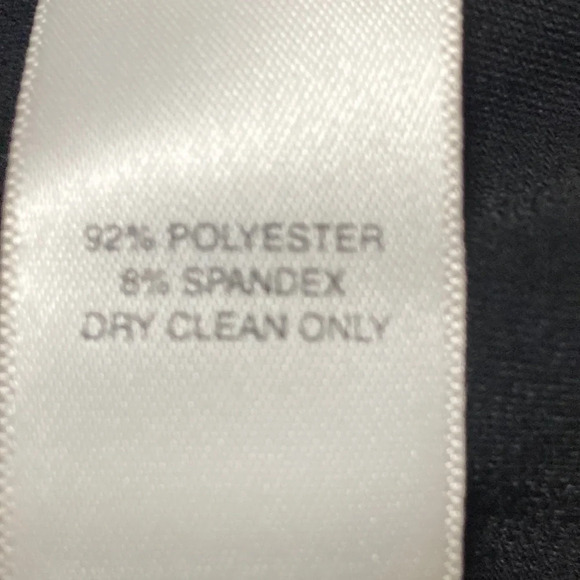 92% POLYESTER
8% SPANDEX
DRY CLEAN ONLY